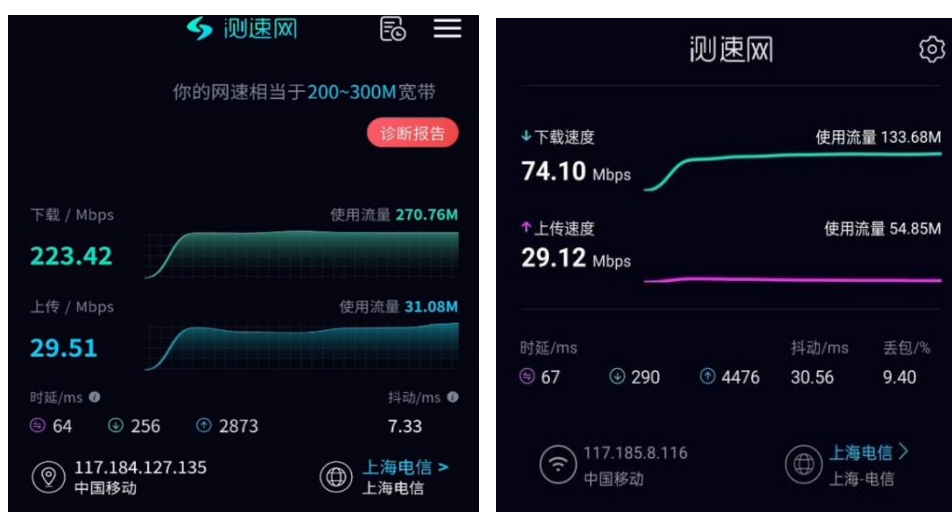 测速网
你的网速相当于200~300M宽带
诊断报告
下载 / Mbps
使用流量 270.76M
223.42
上传 / Mbps
使用流量 31.08M
29.51
时延/ms
抖动/ms
64 256 2873 7.33
117.184.127.135
中国移动
上海电信 >
上海电信
测速网
下载速度
使用流量 133.68M
74.10 Mbps
上传速度
使用流量 54.85M
29.12 Mbps
时延/ms 抖动/ms 丢包/%
67 290 4476 30.56 9.40
117.185.8.116
中国移动
上海电信 >
上海-电信